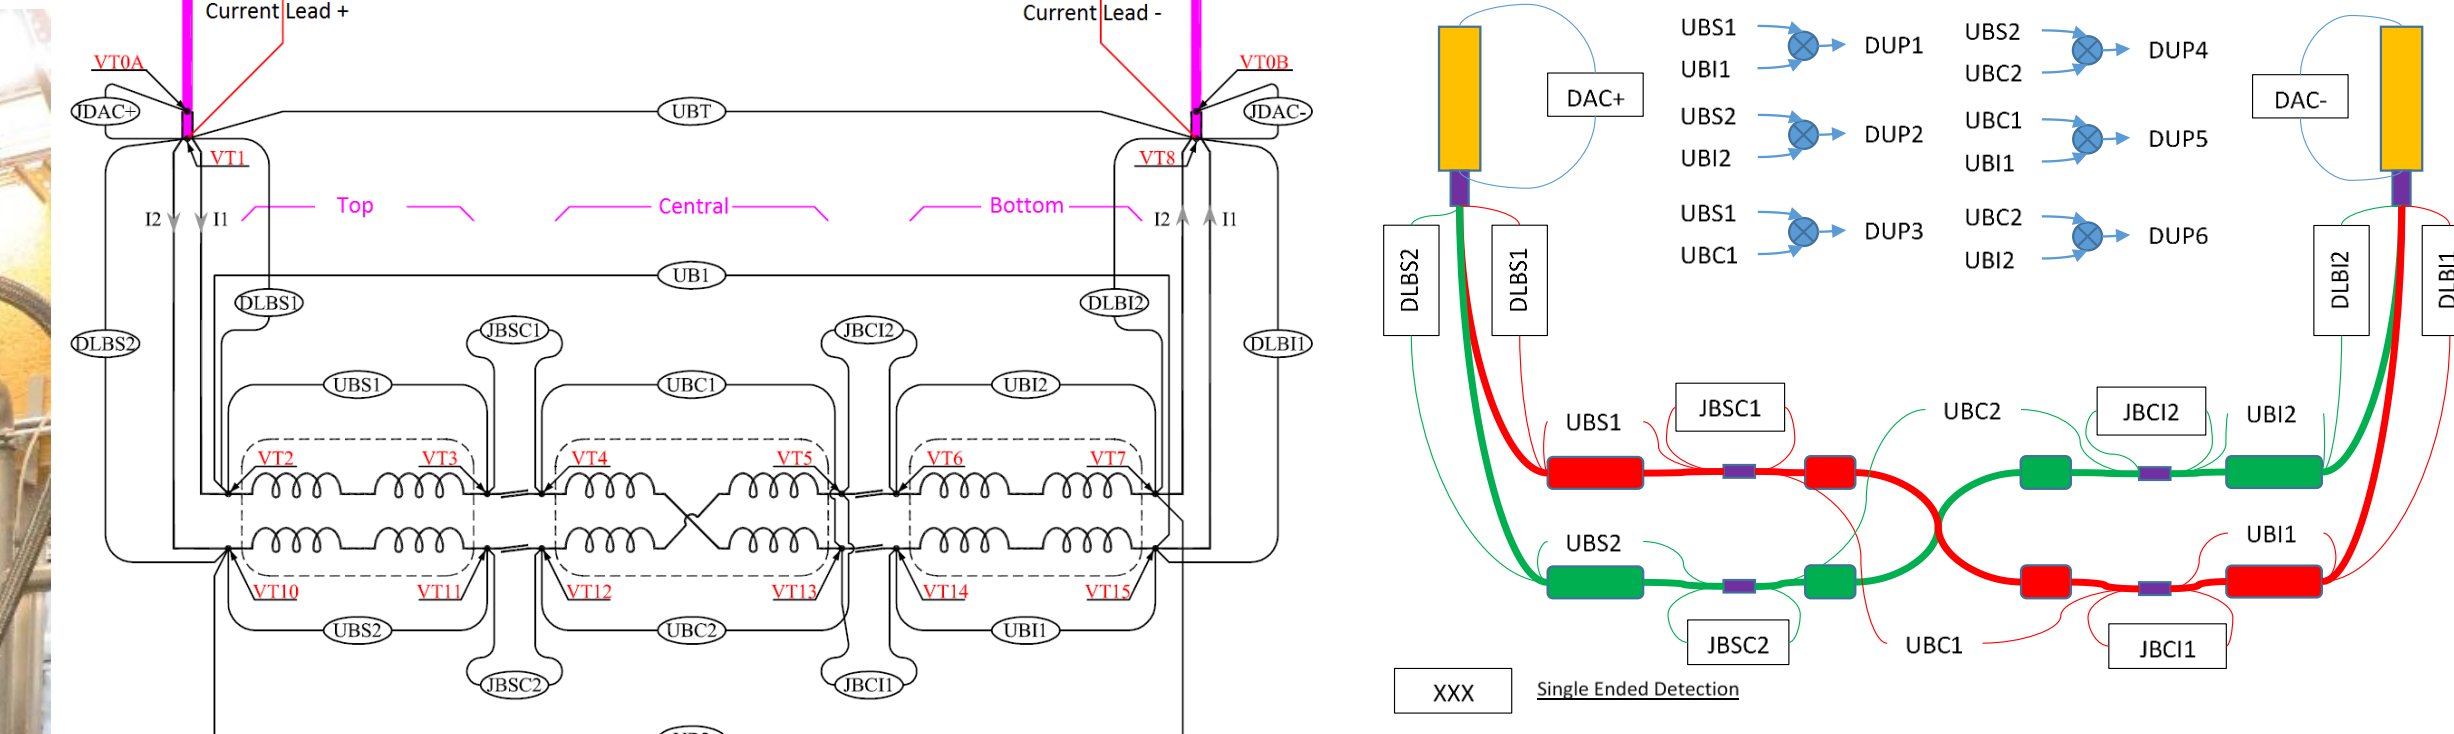 Current Lead +
Current Lead -
VT0A
VT0B
JDAC+
UBT
JDAC-
VT1
VT8
Top
Central
Bottom
I2
I1
I2
I1
UB1
DLBS1
DLBI2
DLBS2
JBSC1
JBCI2
DLBI1
UBS1
UBC1
UBI2
VT2
VT3
VT4
VT5
VT6
VT7
VT10
VT11
VT12
VT13
VT14
VT15
UBS2
UBC2
UBI1
JBSC2
JBCI1
DAC+
UBS1
UBI1
DUP1
UBS2
UBC2
DUP4
DAC-
UBS2
UBI2
DUP2
UBC1
UBI1
DUP5
UBS1
UBC1
DUP3
UBC2
UBI2
DUP6
DLBS2
DLBS1
DLBI2
DLBI1
UBS1
JBSC1
UBC2
JBCI2
UBI2
UBS2
UBI1
JBSC2
UBC1
JBCI1
XXX
Single Ended Detection